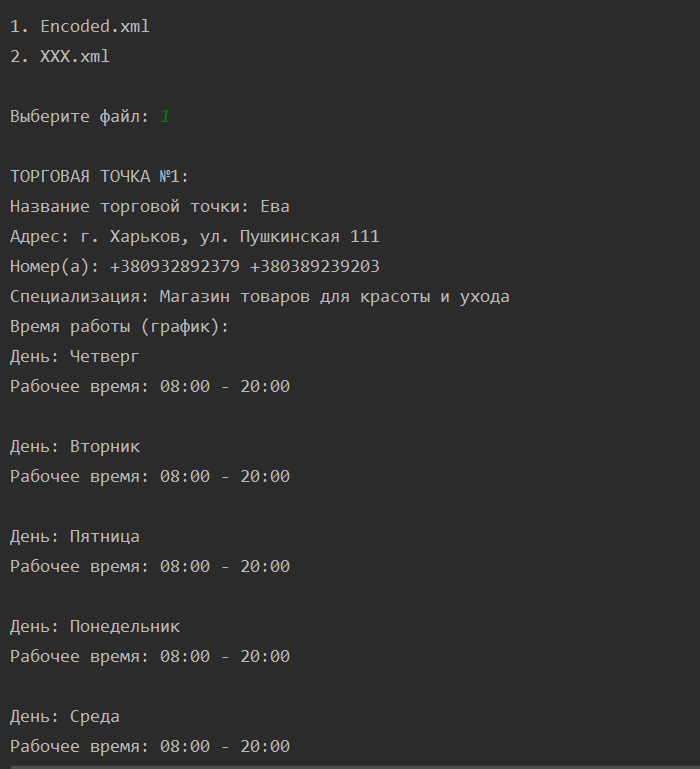 1. Encoded.xml
2. XXX.xml
Выберите файл: 1
ТОРГОВАЯ ТОЧКА №1:
Название торговой точки: Ева
Адрес: г. Харьков, ул. Пушкинская 111
Номер(а): +380932892379 +380389239203
Специализация: Магазин товаров для красоты и ухода
Время работы (график):
День: Четверг
Рабочее время: 08:00 - 20:00
День: Вторник
Рабочее время: 08:00 - 20:00
День: Пятница
Рабочее время: 08:00 - 20:00
День: Понедельник
Рабочее время: 08:00 - 20:00
День: Среда
Рабочее время: 08:00 - 20:00